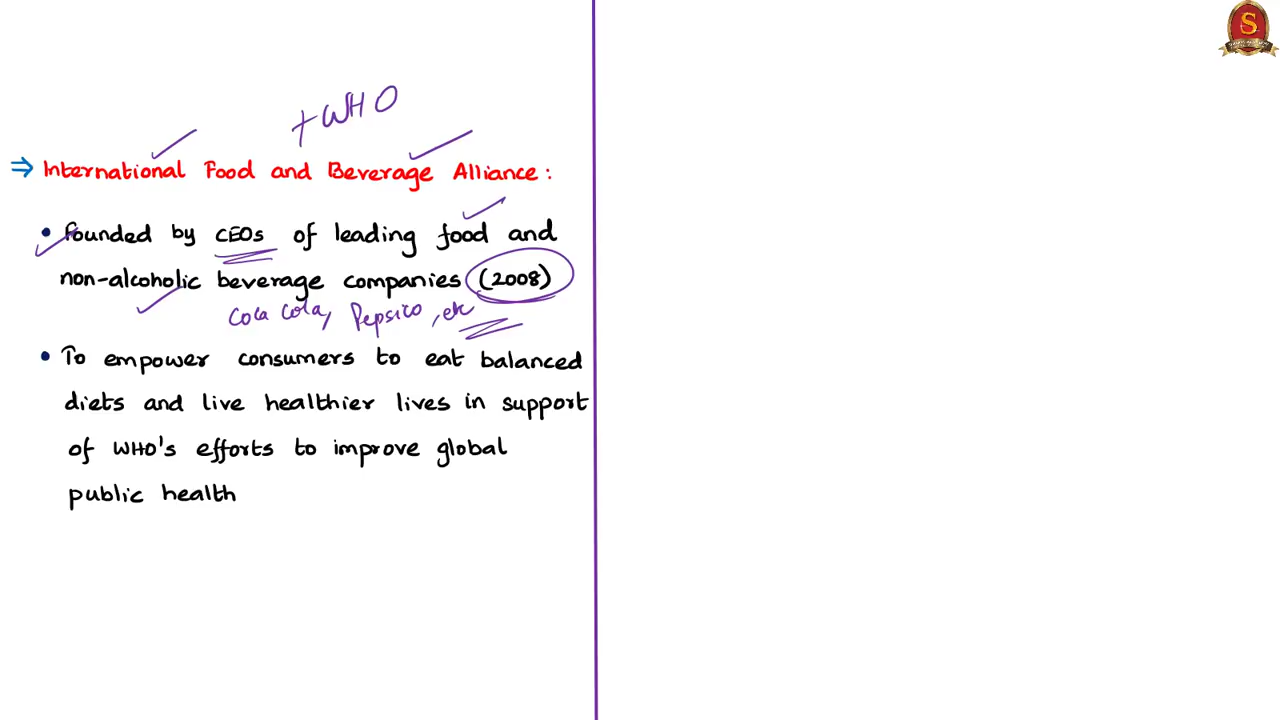 + WHO
⇒ International Food and Beverage Alliance:
• founded by CEOs of leading food and
non-alcoholic beverage companies (2008)
Coca Cola, Pepsico, etc
• To empower consumers to eat balanced
diets and live healthier lives in support
of WHO's efforts to improve global
public health
S